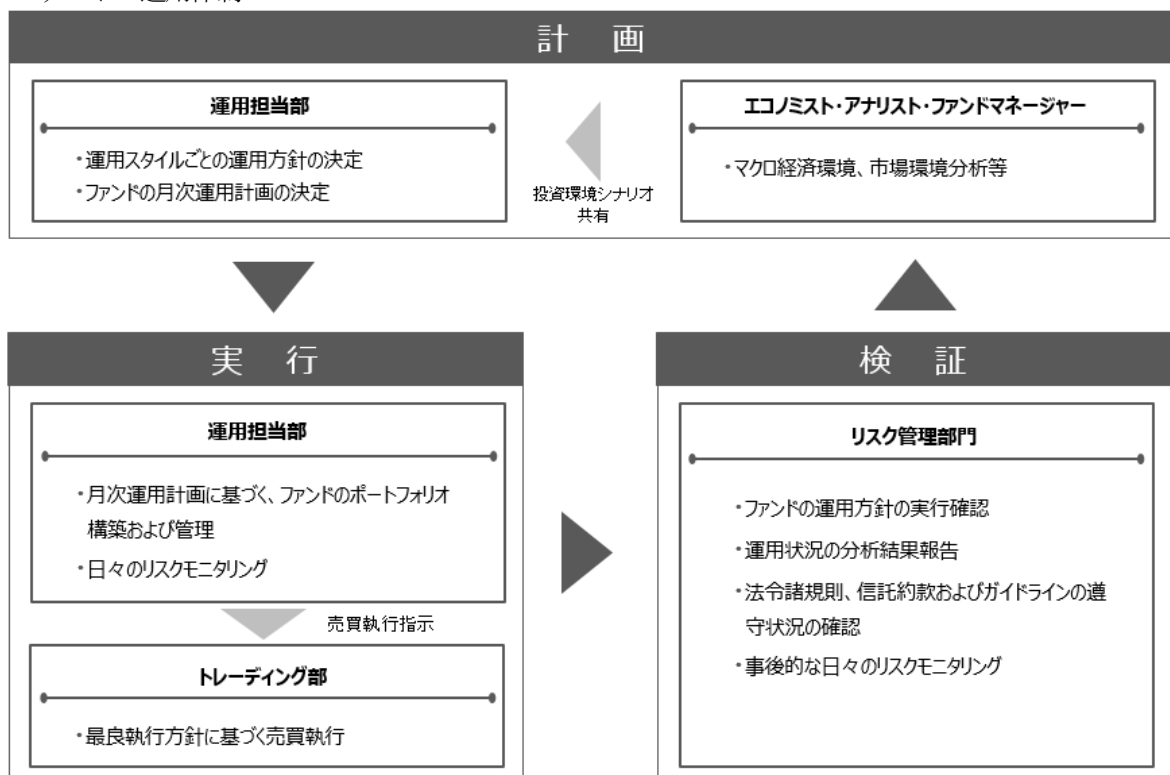 計 画
運用担当部
・運用スタイルごとの運用方針の決定
・ファンドの月次運用計画の決定
投資環境シナリオ
共有
エコノミスト・アナリスト・ファンドマネージャー
・マクロ経済環境、市場環境分析等
実 行
運用担当部
・月次運用計画に基づく、ファンドのポートフォリオ
構築および管理
・日々のリスクモニタリング
売買執行指示
トレーディング部
・最良執行方針に基づく売買執行
検 証
リスク管理部門
・ファンドの運用方針の実行確認
・運用状況の分析結果報告
・法令諸規則、信託約款およびガイドラインの遵
守状況の確認
・事後的な日々のリスクモニタリング